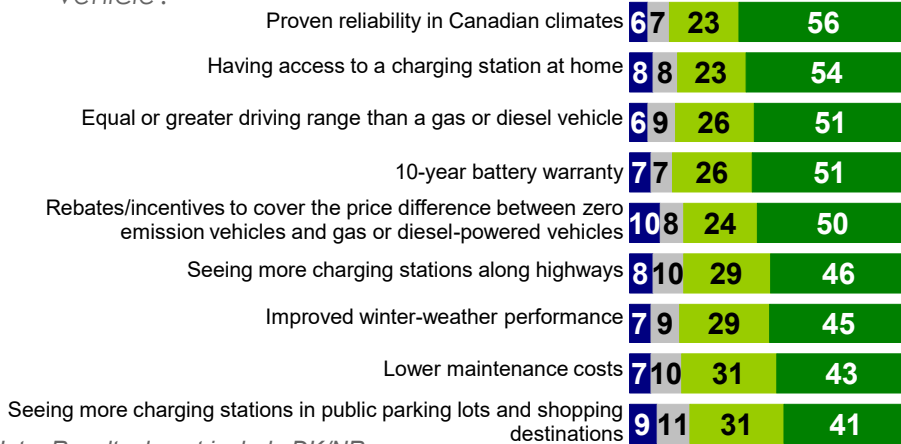 vehicle?
Proven reliability in Canadian climates 6 7 23 56
Having access to a charging station at home 8 8 23 54
Equal or greater driving range than a gas or diesel vehicle 6 9 26 51
10-year battery warranty 7 7 26 51
Rebates/incentives to cover the price difference between zero
emission vehicles and gas or diesel-powered vehicles 10 8 24 50
Seeing more charging stations along highways 8 10 29 46
Improved winter-weather performance 7 9 29 45
Lower maintenance costs 7 10 31 43
Seeing more charging stations in public parking lots and shopping
destinations 9 11 31 41